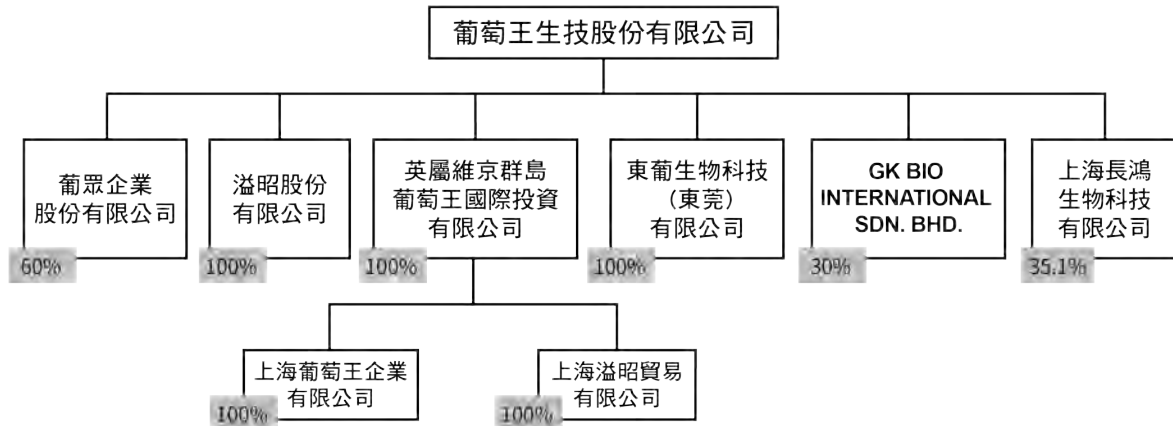 葡萄王生技股份有限公司
葡眾企業
股份有限公司
60%
溢昭股份
有限公司
100%
英屬維京群島
葡萄王國際投資
有限公司
100%
東葡生物科技
（東莞）
有限公司
100%
GK BIO
INTERNATIONAL
SDN. BHD.
30%
上海長鴻
生物科技
有限公司
35.1%
上海葡萄王企業
有限公司
100%
上海溢昭貿易
有限公司
100%